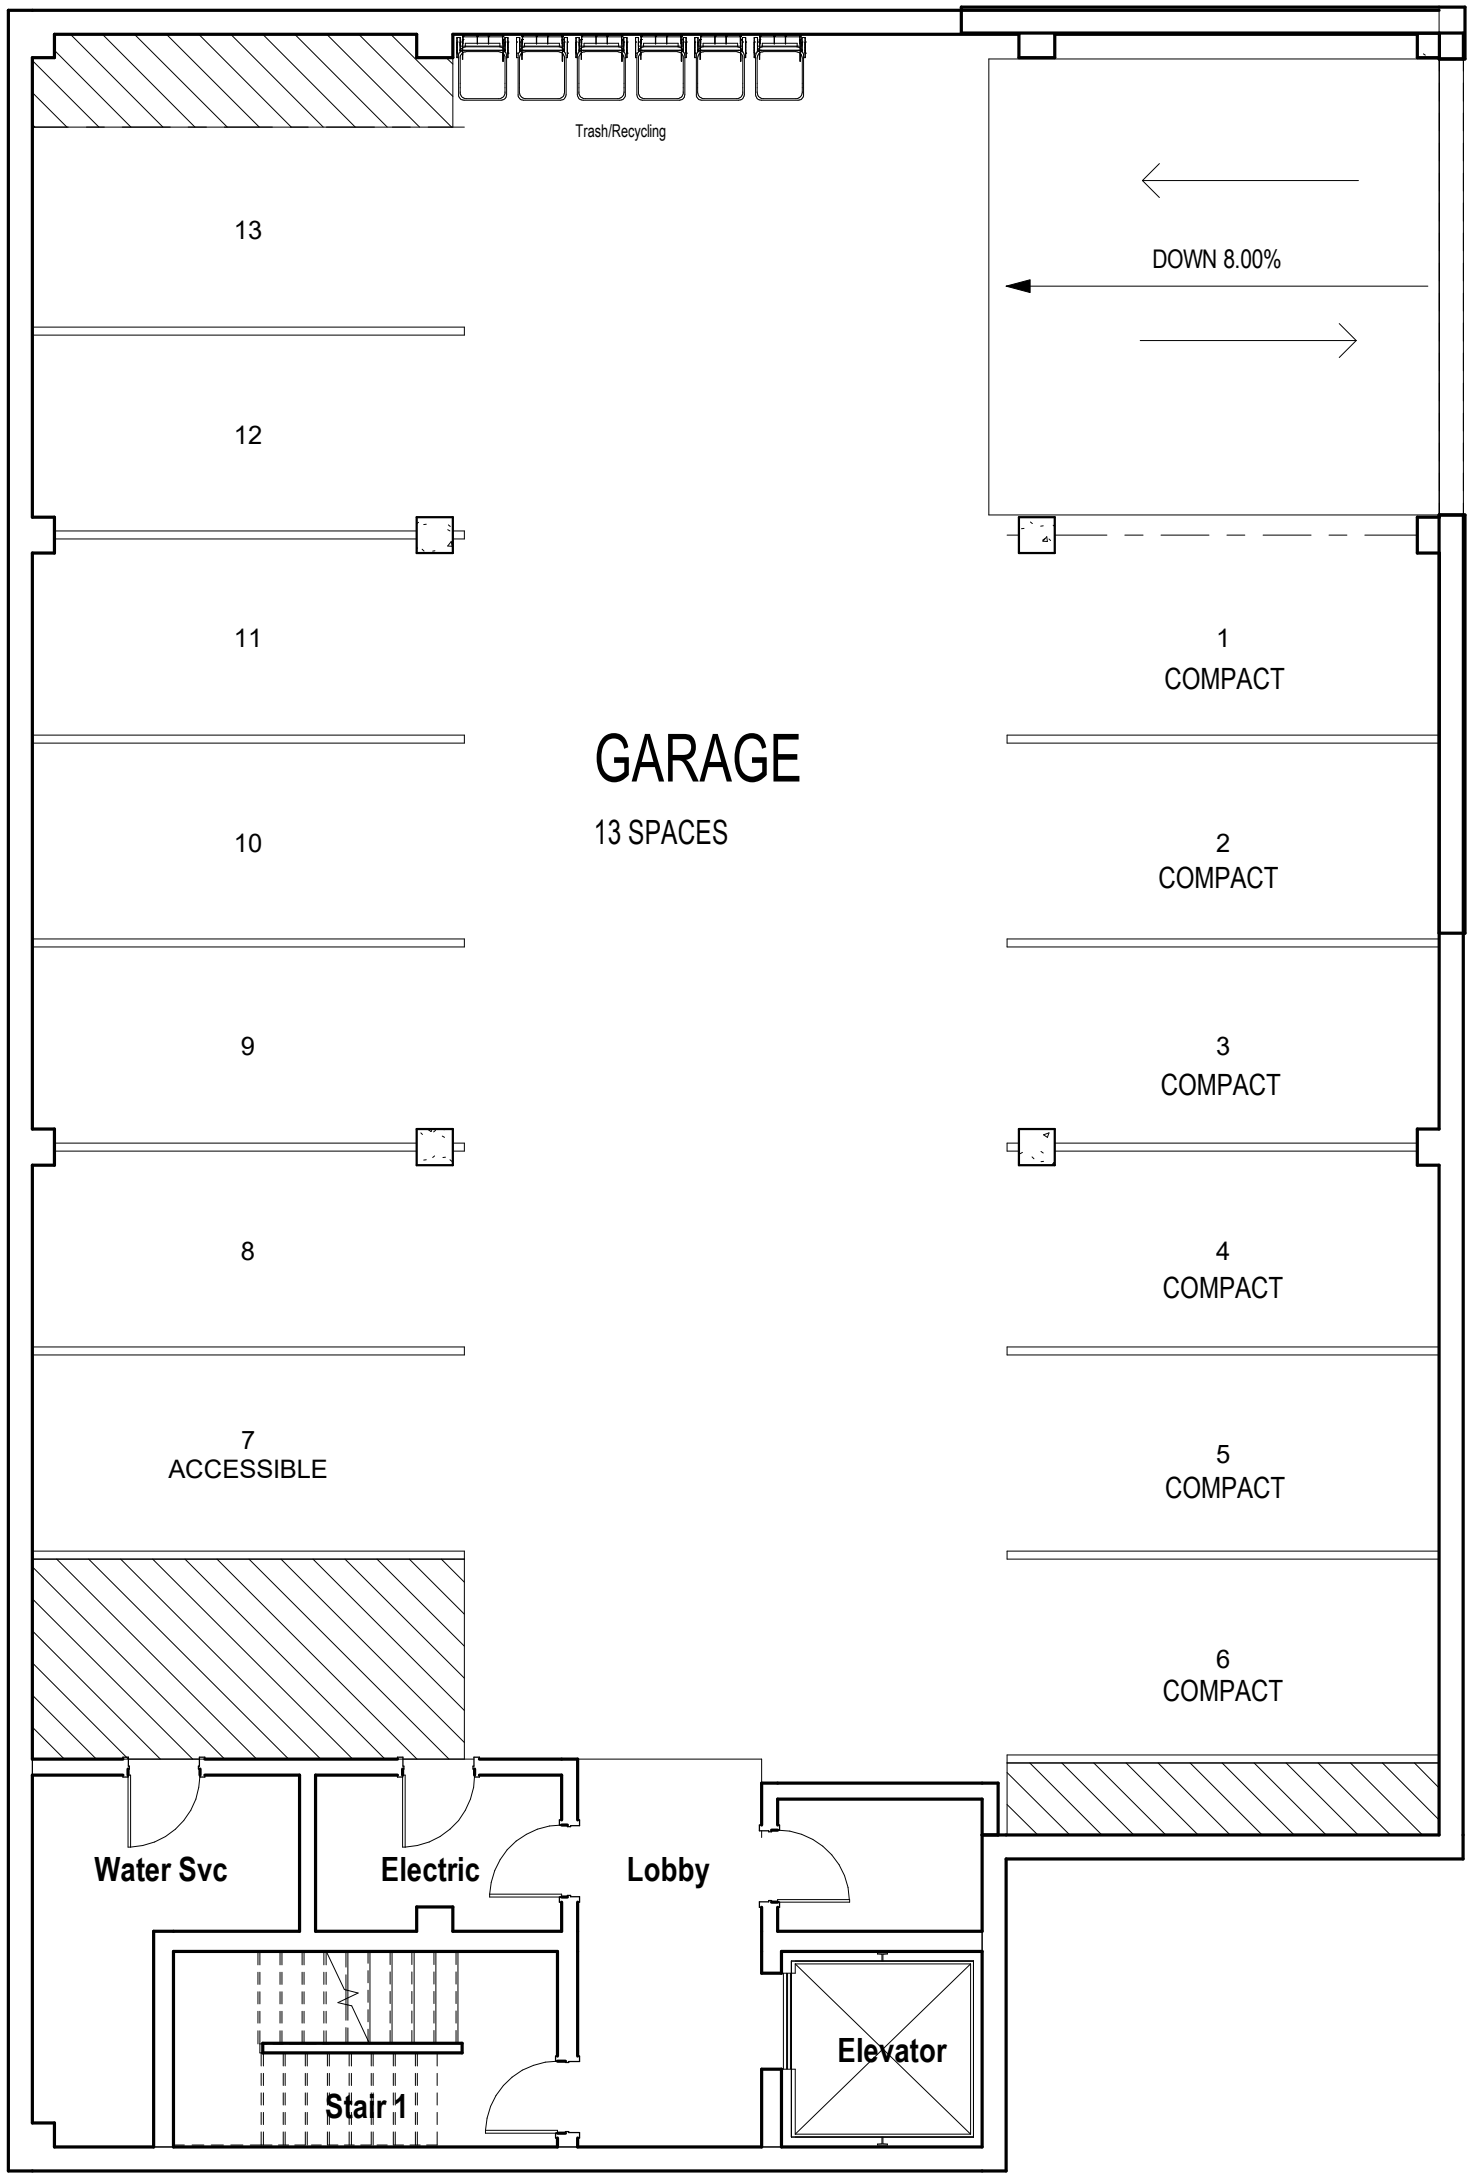 Trash/Recycling
13
DOWN 8.00%
12
11
1
COMPACT
GARAGE
13 SPACES
10
2
COMPACT
9
3
COMPACT
8
4
COMPACT
7
ACCESSIBLE
5
COMPACT
6
COMPACT
Water Svc
Electric
Lobby
Elevator
Stair 1